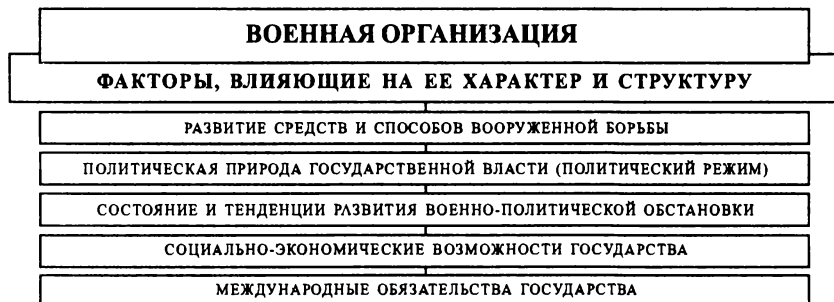 ВОЕННАЯ ОРГАНИЗАЦИЯ
ФАКТОРЫ, ВЛИЯЮЩИЕ НА ЕЕ ХАРАКТЕР И СТРУКТУРУ
РАЗВИТИЕ СРЕДСТВ И СПОСОБОВ ВООРУЖЕННОЙ БОРЬБЫ
ПОЛИТИЧЕСКАЯ ПРИРОДА ГОСУДАРСТВЕННОЙ ВЛАСТИ (ПОЛИТИЧЕСКИЙ РЕЖИМ)
СОСТОЯНИЕ И ТЕНДЕНЦИИ РАЗВИТИЯ ВОЕННО-ПОЛИТИЧЕСКОЙ ОБСТАНОВКИ
СОЦИАЛЬНО-ЭКОНОМИЧЕСКИЕ ВОЗМОЖНОСТИ ГОСУДАРСТВА
МЕЖДУНАРОДНЫЕ ОБЯЗАТЕЛЬСТВА ГОСУДАРСТВА